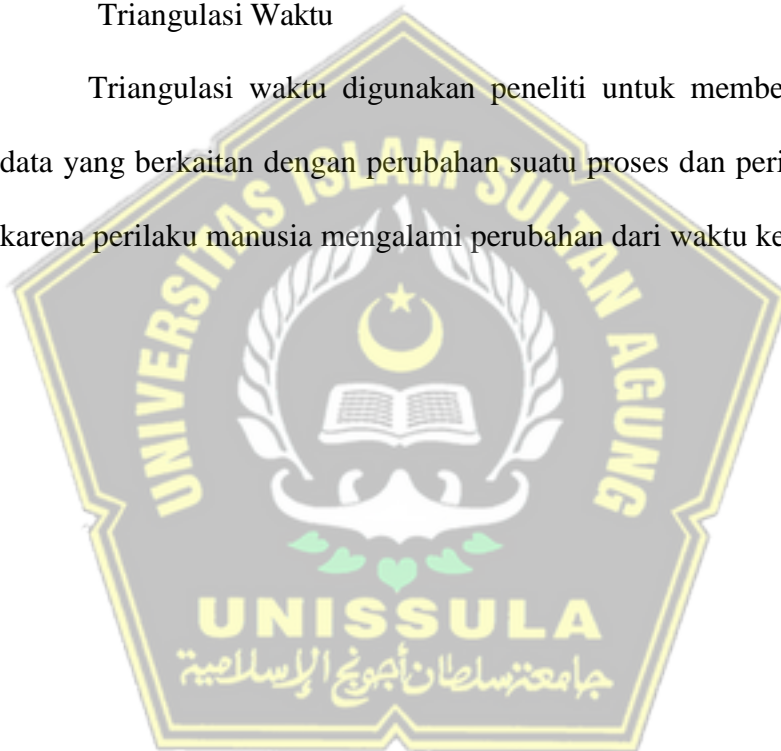 Triangulasi Waktu
Triangulasi waktu digunakan peneliti untuk membe
data yang berkaitan dengan perubahan suatu proses dan peri
karena perilaku manusia mengalami perubahan dari waktu ke
UNIVERSITAS ISLAM SULTAN AGUNG
UNISSULA
جامعة سلطان أجونج الإسلامية